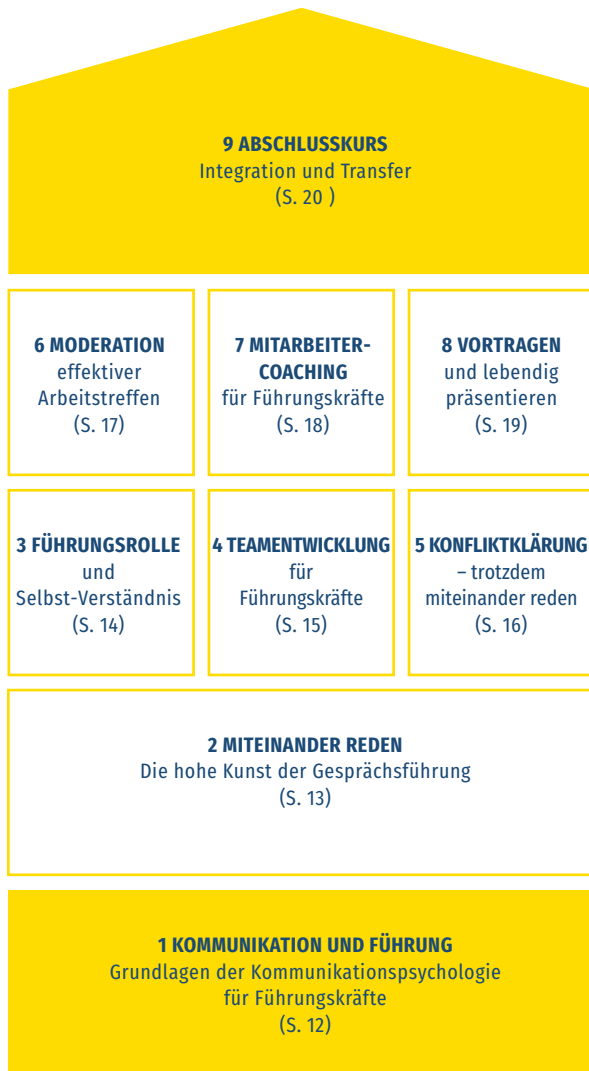 9 ABSCHLUSSKURS
Integration und Transfer
(S. 20 )
6 MODERATION
effektiver
Arbeitstreffen
(S. 17)
7 MITARBEITER-
COACHING
für Führungskräfte
(S. 18)
8 VORTRAGEN
und lebendig
präsentieren
(S. 19)
3 FÜHRUNGSROLLE
und
Selbst-Verständnis
(S. 14)
4 TEAMENTWICKLUNG
für
Führungskräfte
(S. 15)
5 KONFLIKTKLÄRUNG
– trotzdem
miteinander reden
(S. 16)
2 MITEINANDER REDEN
Die hohe Kunst der Gesprächsführung
(S. 13)
1 KOMMUNIKATION UND FÜHRUNG
Grundlagen der Kommunikationspsychologie
für Führungskräfte
(S. 12)